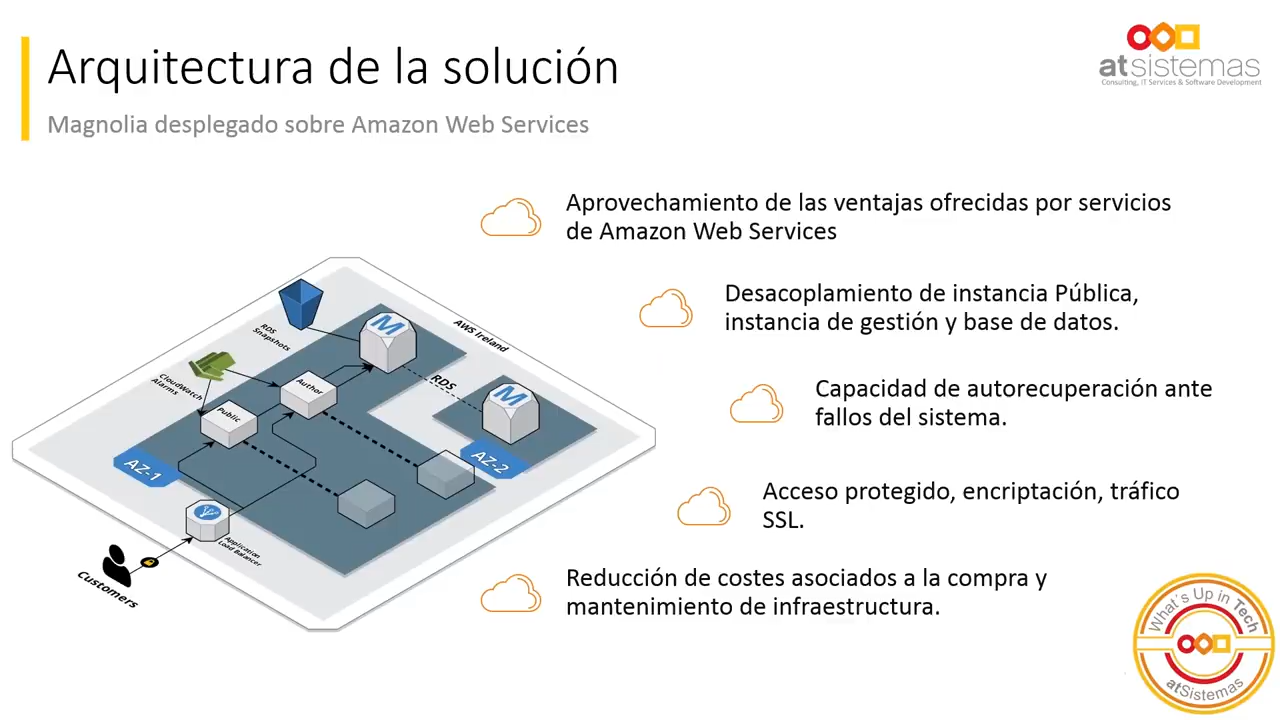 Arquitectura de la solución
Magnolia desplegado sobre Amazon Web Services
atsistemas
Consulting, IT Services & Software Development
Aprovechamiento de las ventajas ofrecidas por servicios
de Amazon Web Services
Desacoplamiento de instancia Pública,
instancia de gestión y base de datos.
Capacidad de autorecuperación ante
fallos del sistema.
Acceso protegido, encriptación, tráfico
SSL.
Reducción de costes asociados a la compra y
mantenimiento de infraestructura.
RDS
Snapshots
M
AWS Ireland
CloudWatch
Alarms
Author
RDS
M
Public
AZ-1
AZ-2
Application
Load Balancer
Customers
What's Up in Tech
atSistemas